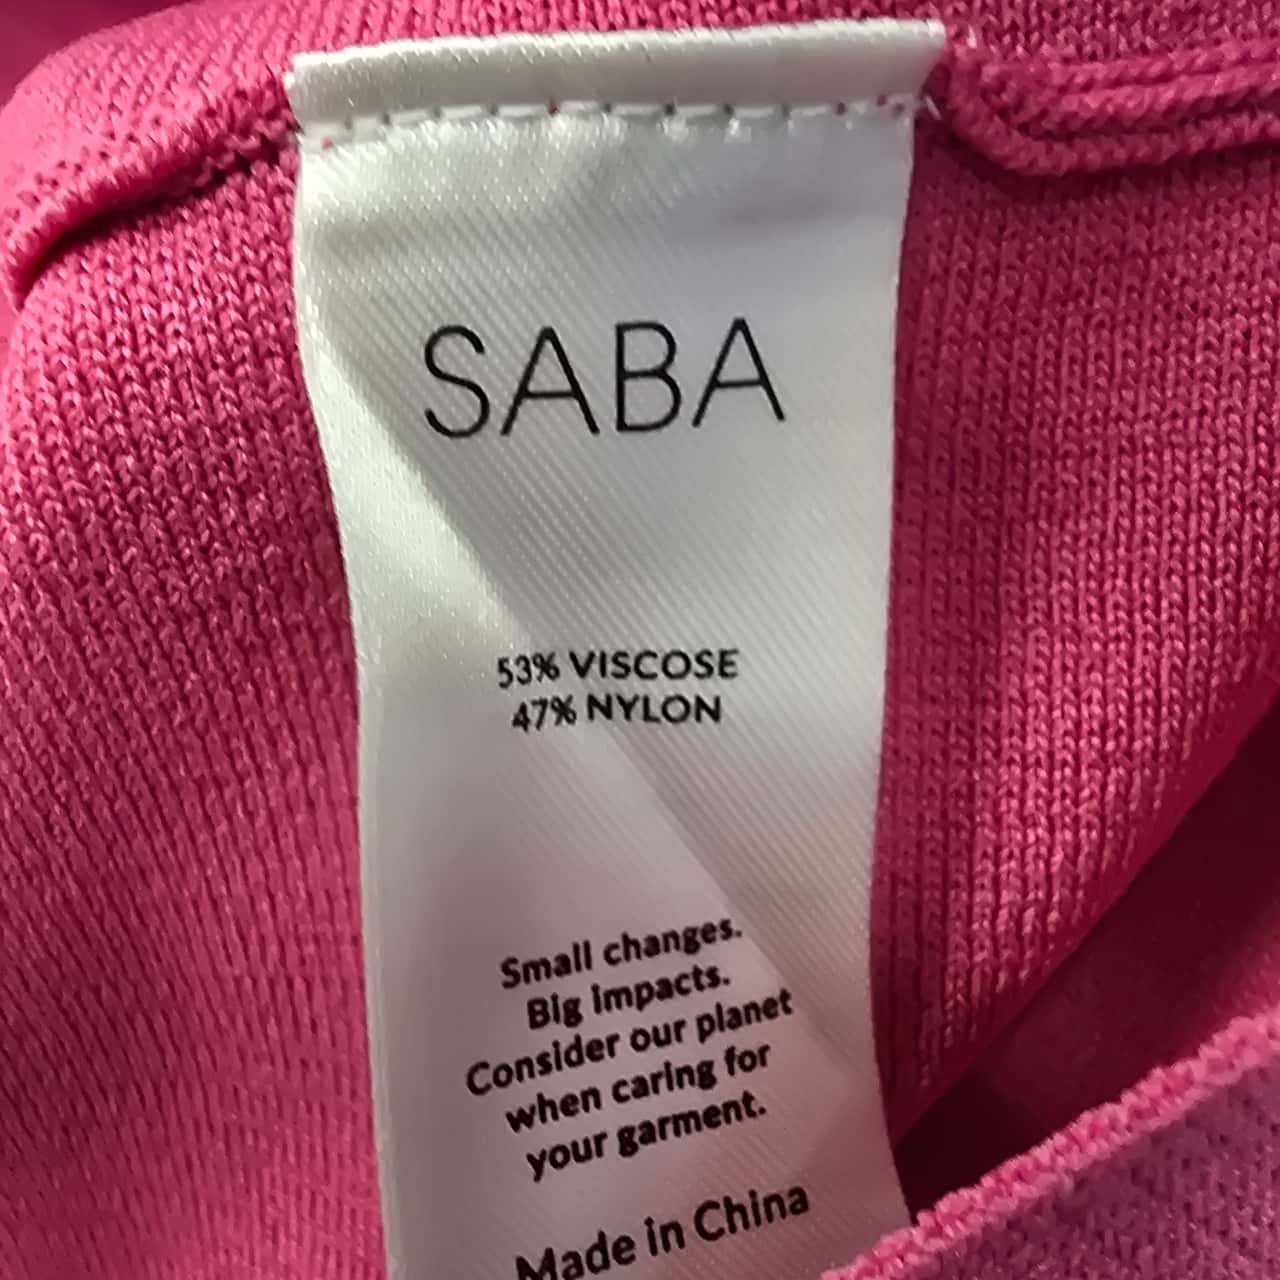 SABA
53% VISCOSE
47% NYLON
Small changes.
Big impacts.
Consider our planet
when caring for
your garment.
Made in China